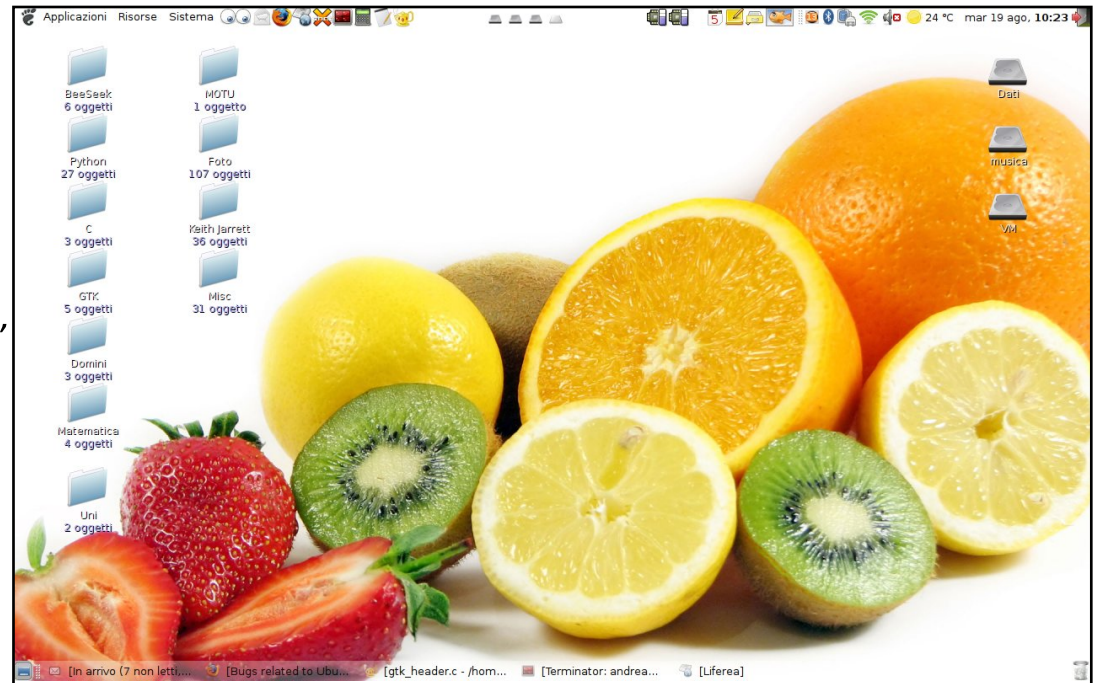 Applicazioni Risorse Sistema 5 24 °C mar 19 ago, 10:23
BeeSeek
6 oggetti
MOTU
1 oggetto
Dati
Python
27 oggetti
Foto
107 oggetti
musica
C
3 oggetti
Keith Jarrett
36 oggetti
VM
GTK
5 oggetti
Misc
31 oggetti
,
Domini
3 oggetti
Matematica
4 oggetti
Uni
2 oggetti
[In arrivo (7 non letti,... [Bugs related to Ubu... [gtk_header.c - /hom... [Terminator: andrea... [Liferea]